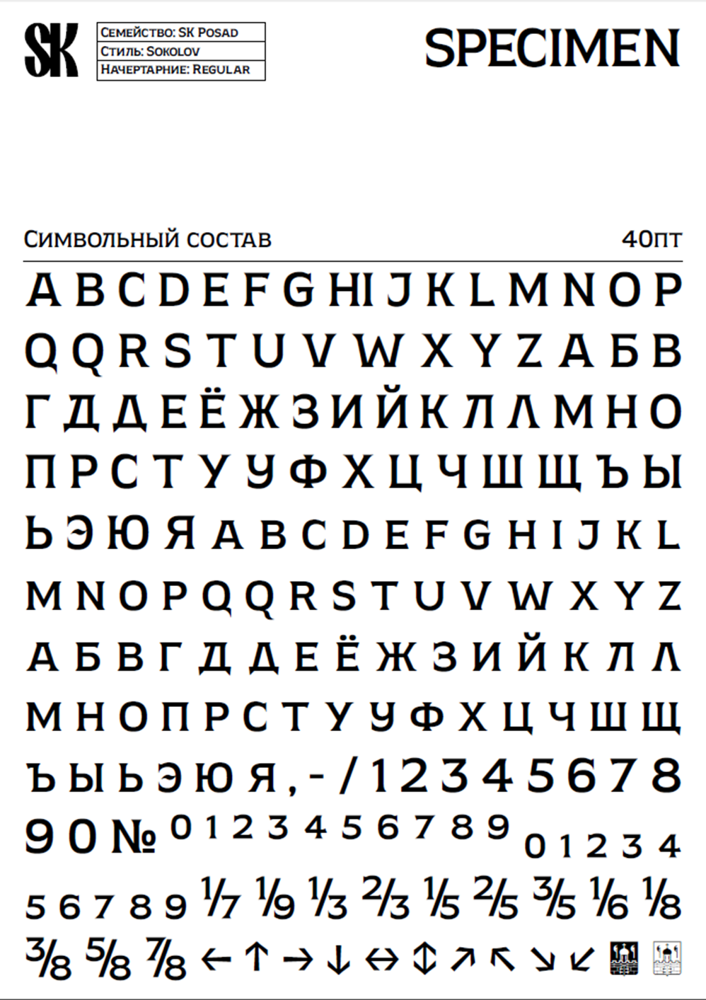 SK
Семейство: SK Posad
Стиль: Sokolov
Начертарние: Regular
SPECIMEN
Символьный состав 40пт
A B C D E F G H I J K L M N O P
Q Q R S T U V W X Y Z А Б В
Г Д Д Е Ё Ж З И Й К Л Л М Н О
П Р С Т У У Ф Х Ц Ч Ш Щ Ъ Ы
Ь Э Ю Я A B C D E F G H I J K L
M N O P Q Q R S T U V W X Y Z
А Б В Г Д Д Е Ё Ж З И Й К Л Л
М Н О П Р С Т У У Ф Х Ц Ч Ш Щ
Ъ Ы Ь Э Ю Я , - / 1 2 3 4 5 6 7 8
9 0 № ⁰ ¹ ² ³ ⁴ ⁵ ⁶ ⁷ ⁸ ⁹ ₀ ₁ ₂ ₃ ₄
₅ ₆ ₇ ₈ ₉ ⅐ ⅑ ⅓ ⅔ ⅕ ⅖ ⅗ ⅙ ⅛
⅜ ⅝ ⅞ ← ↑ → ↓ ↔ ↕ ↗ ↖ ↘ ↙